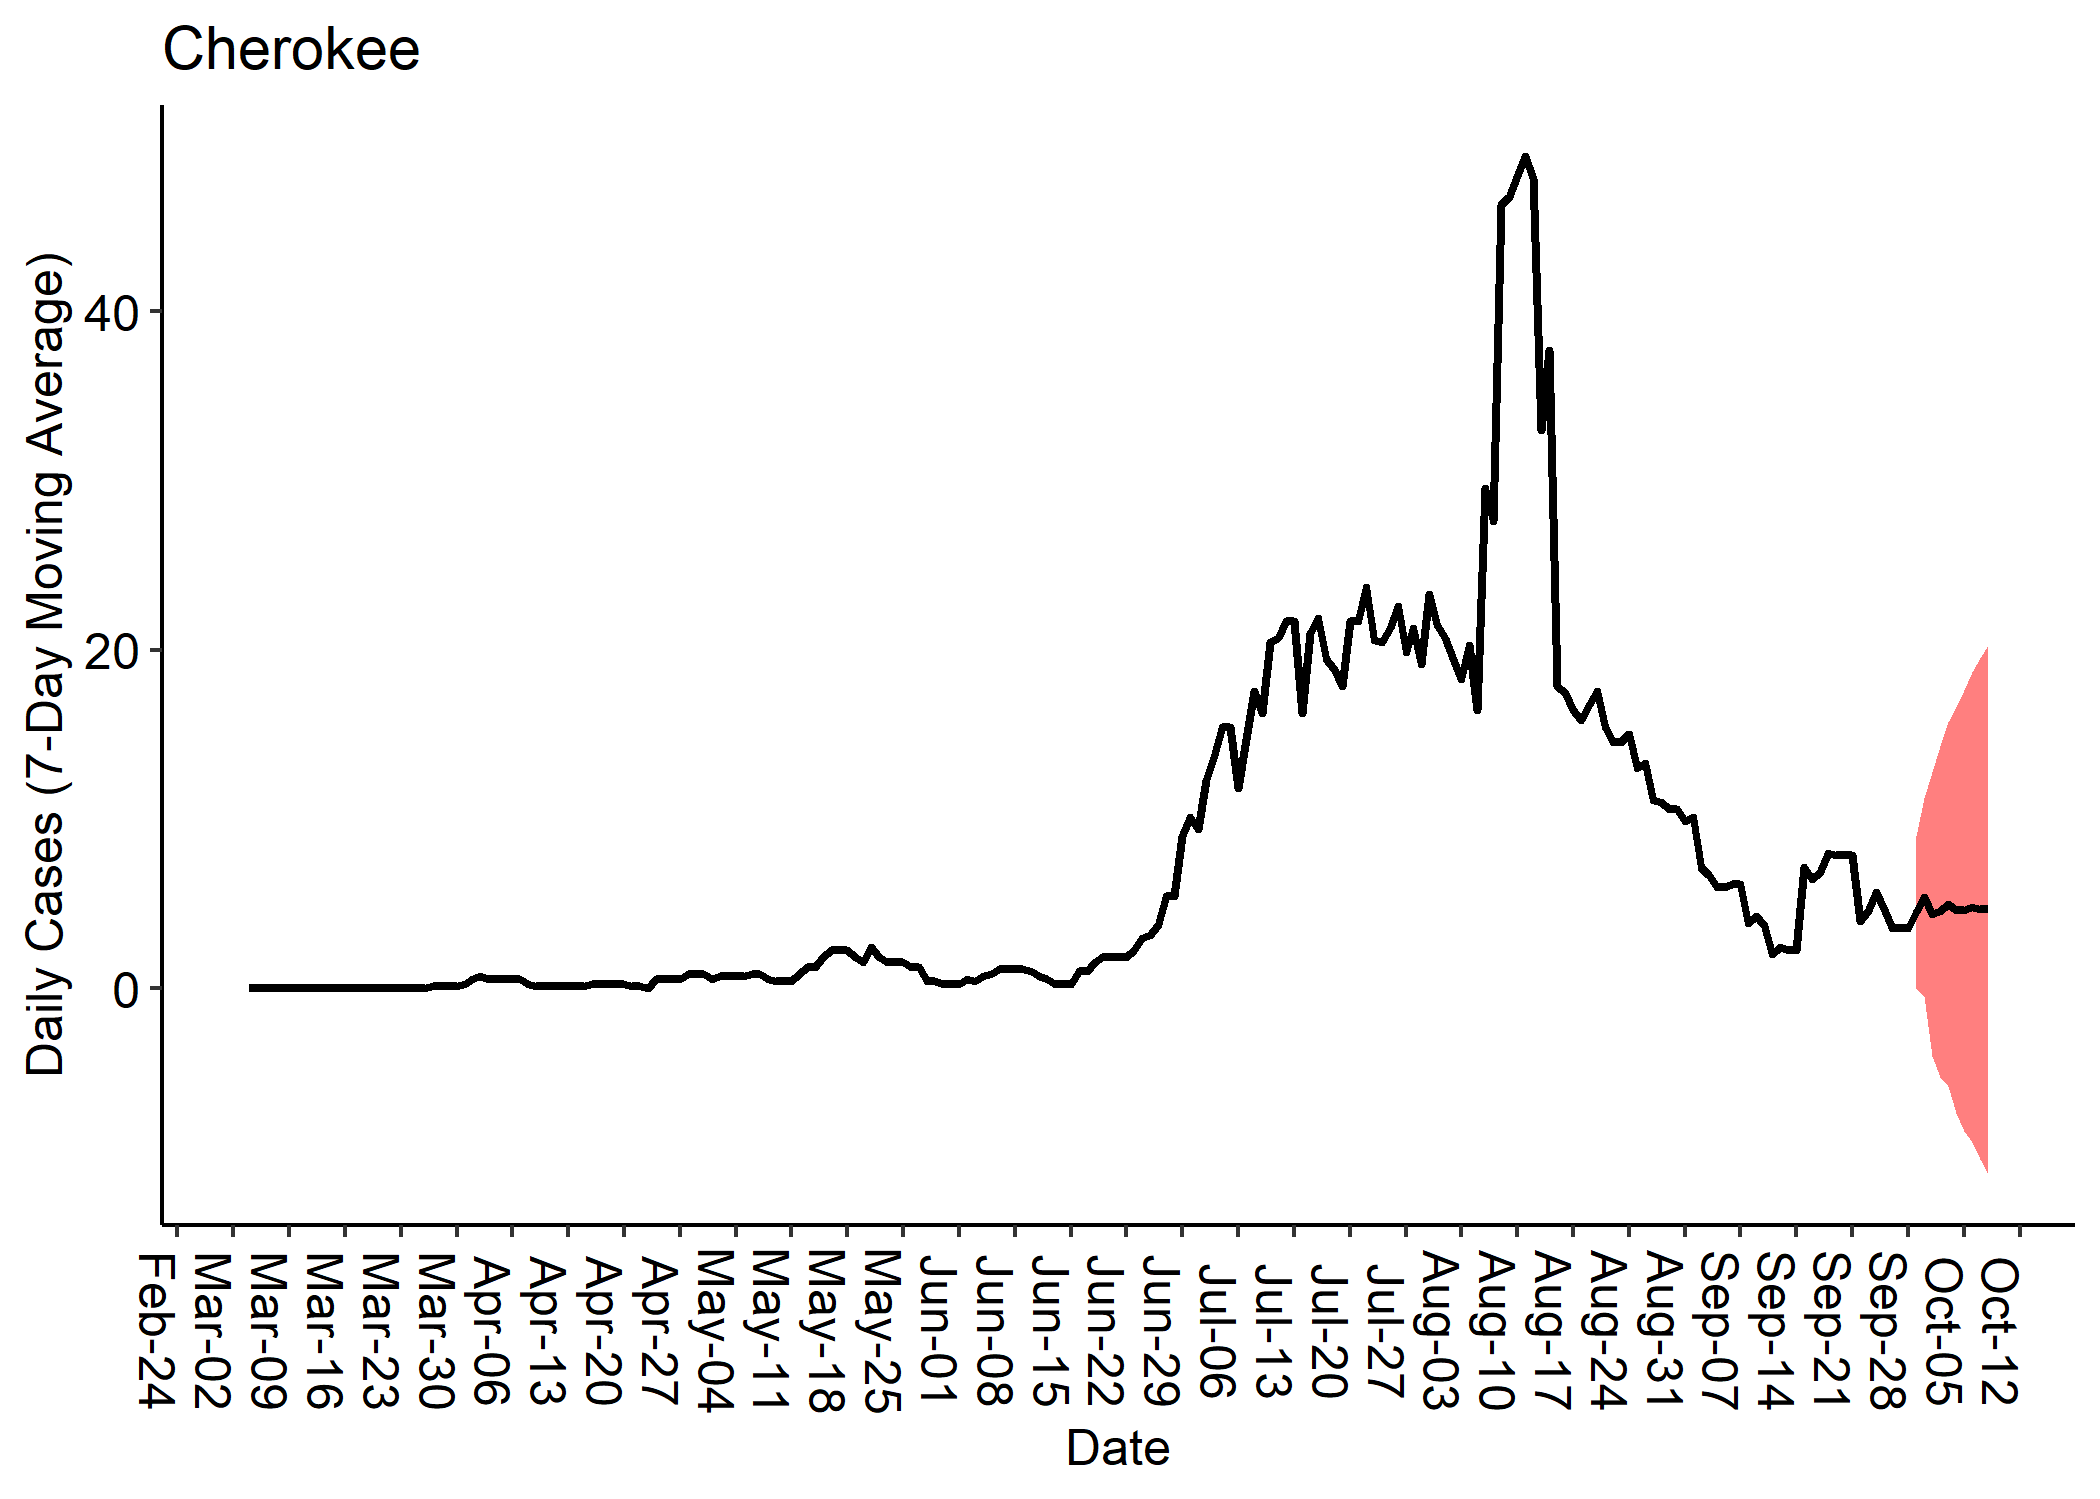 Cherokee
Daily Cases (7-Day Moving Average)
40
20
0
Feb-24
Mar-02
Mar-09
Mar-16
Mar-23
Mar-30
Apr-06
Apr-13
Apr-20
Apr-27
May-04
May-11
May-18
May-25
Jun-01
Jun-08
Jun-15
Jun-22
Jun-29
Jul-06
Jul-13
Jul-20
Jul-27
Aug-03
Aug-10
Aug-17
Aug-24
Aug-31
Sep-07
Sep-14
Sep-21
Sep-28
Oct-05
Oct-12
Date